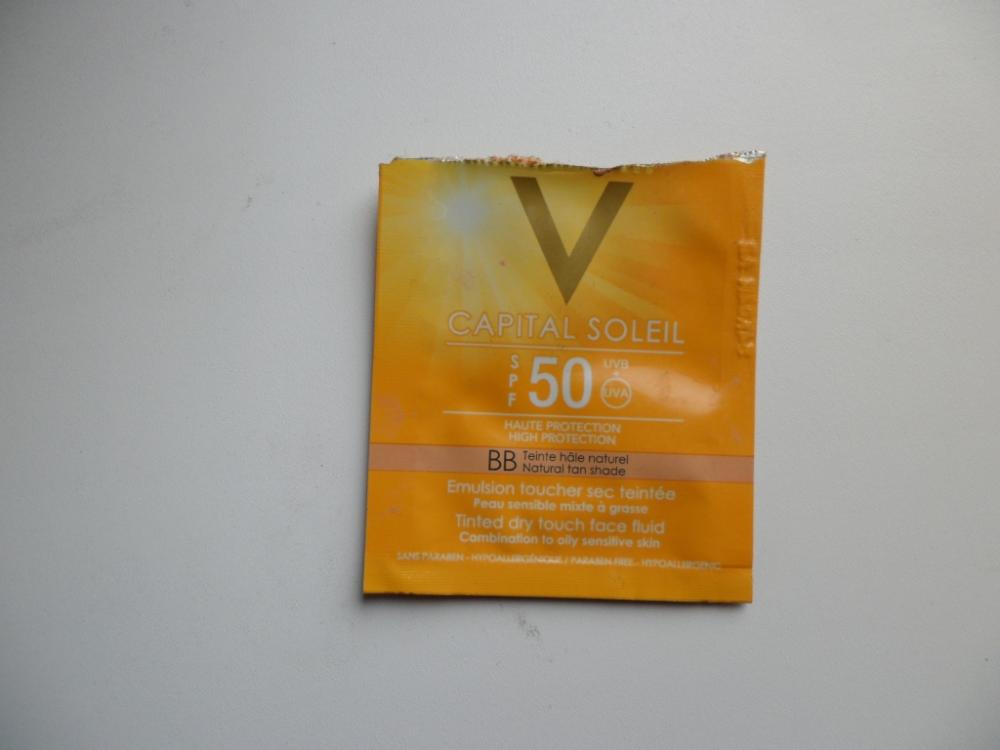 V
CAPITAL SOLEIL
SPF 50 UVB + UVA
HAUTE PROTECTION
HIGH PROTECTION
BB Teinte hâle naturel
Natural tan shade
Emulsion toucher sec teintée
Peau sensible mixte à grasse
Tinted dry touch face fluid
Combination to oily sensitive skin
SANS PARABEN - HYPOALLERGÉNIQUE / PARABEN FREE - HYPOALLERGENIC